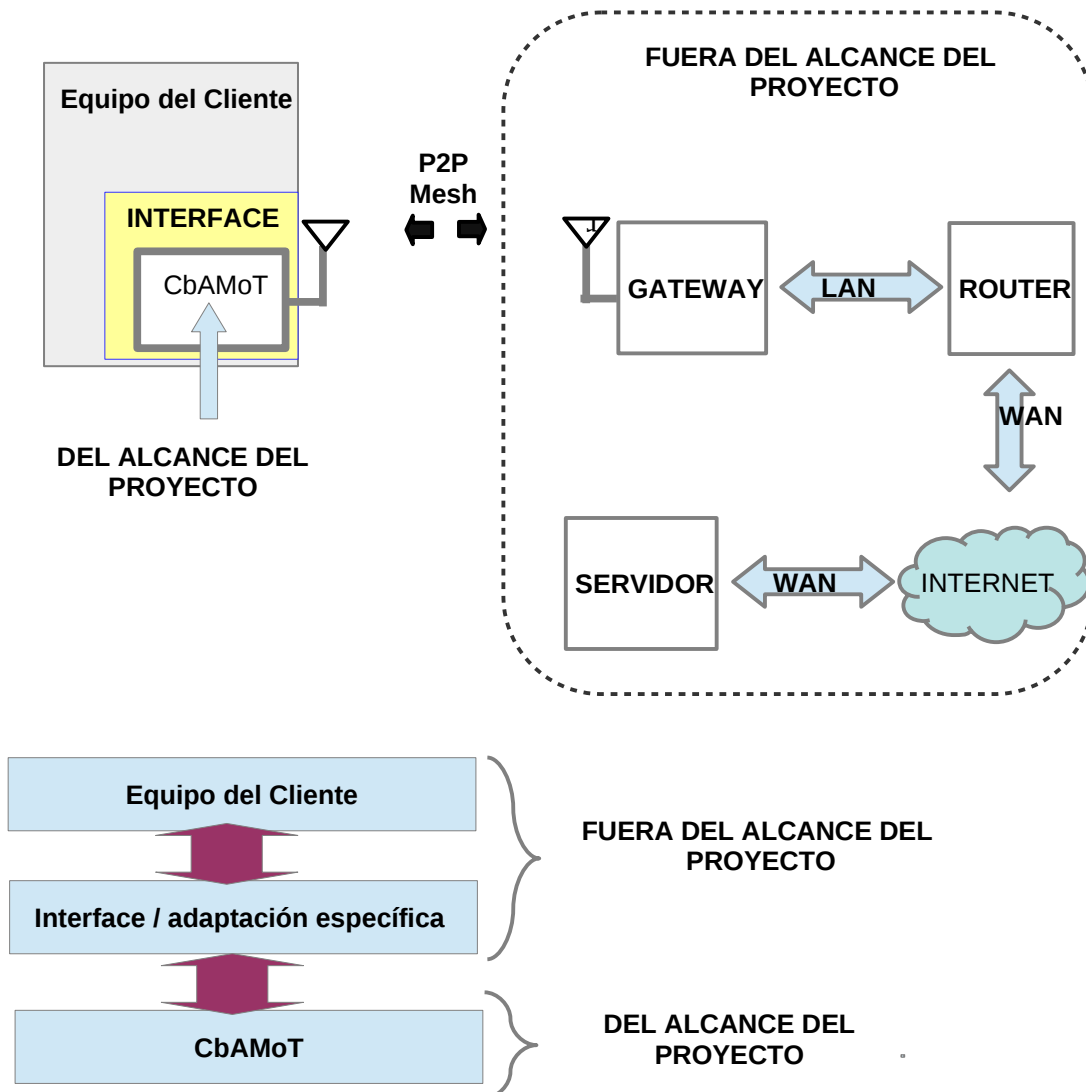 FUERA DEL ALCANCE DEL
PROYECTO
Equipo del Cliente
P2P
Mesh
INTERFACE
CbAMoT
GATEWAY
LAN
ROUTER
WAN
DEL ALCANCE DEL
PROYECTO
SERVIDOR
WAN
INTERNET
Equipo del Cliente
FUERA DEL ALCANCE DEL
PROYECTO
Interface / adaptación específica
DEL ALCANCE DEL
PROYECTO
CbAMoT